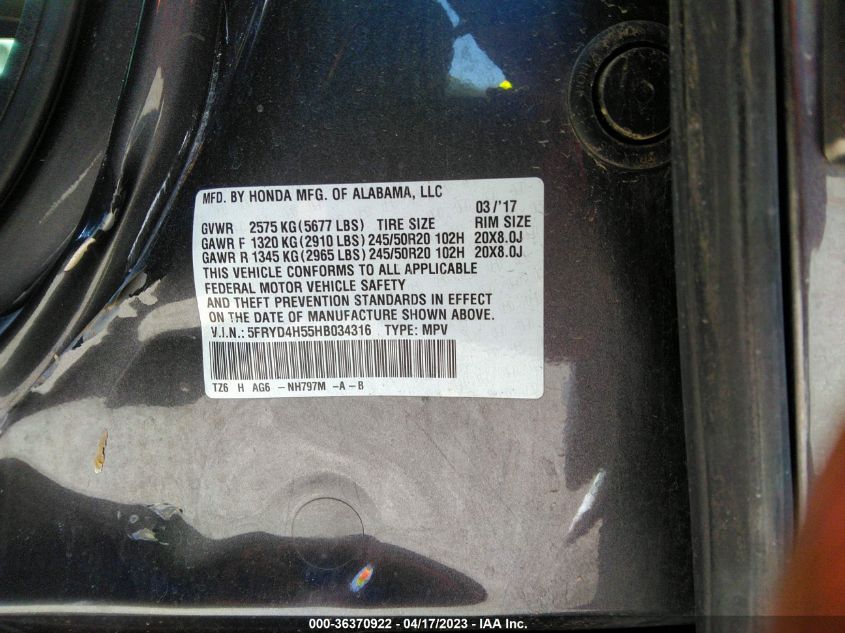 MFD. BY HONDA MFG. OF ALABAMA, LLC 03/'17
GVWR 2575 KG(5677 LBS) TIRE SIZE RIM SIZE
GAWR F 1320 KG(2910 LBS) 245/50R20 102H 20X8.0J
GAWR R 1345 KG(2965 LBS) 245/50R20 102H 20X8.0J
THIS VEHICLE CONFORMS TO ALL APPLICABLE
FEDERAL MOTOR VEHICLE SAFETY
AND THEFT PREVENTION STANDARDS IN EFFECT
ON THE DATE OF MANUFACTURE SHOWN ABOVE.
V.I.N.: 5FRYD4H55HB034316 TYPE: MPV
TZ6 H AG6 -NH797M -A-B
000-36370922 / 04/17/2023 - IAA Inc.